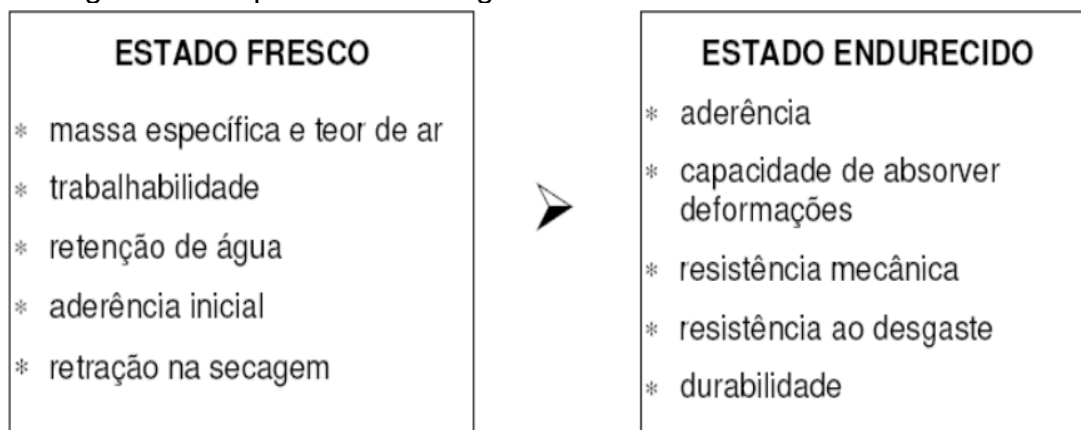 ESTADO FRESCO
* massa específica e teor de ar
* trabalhabilidade
* retenção de água
* aderência inicial
* retração na secagem
ESTADO ENDURECIDO
* aderência
* capacidade de absorver
deformações
* resistência mecânica
* resistência ao desgaste
* durabilidade